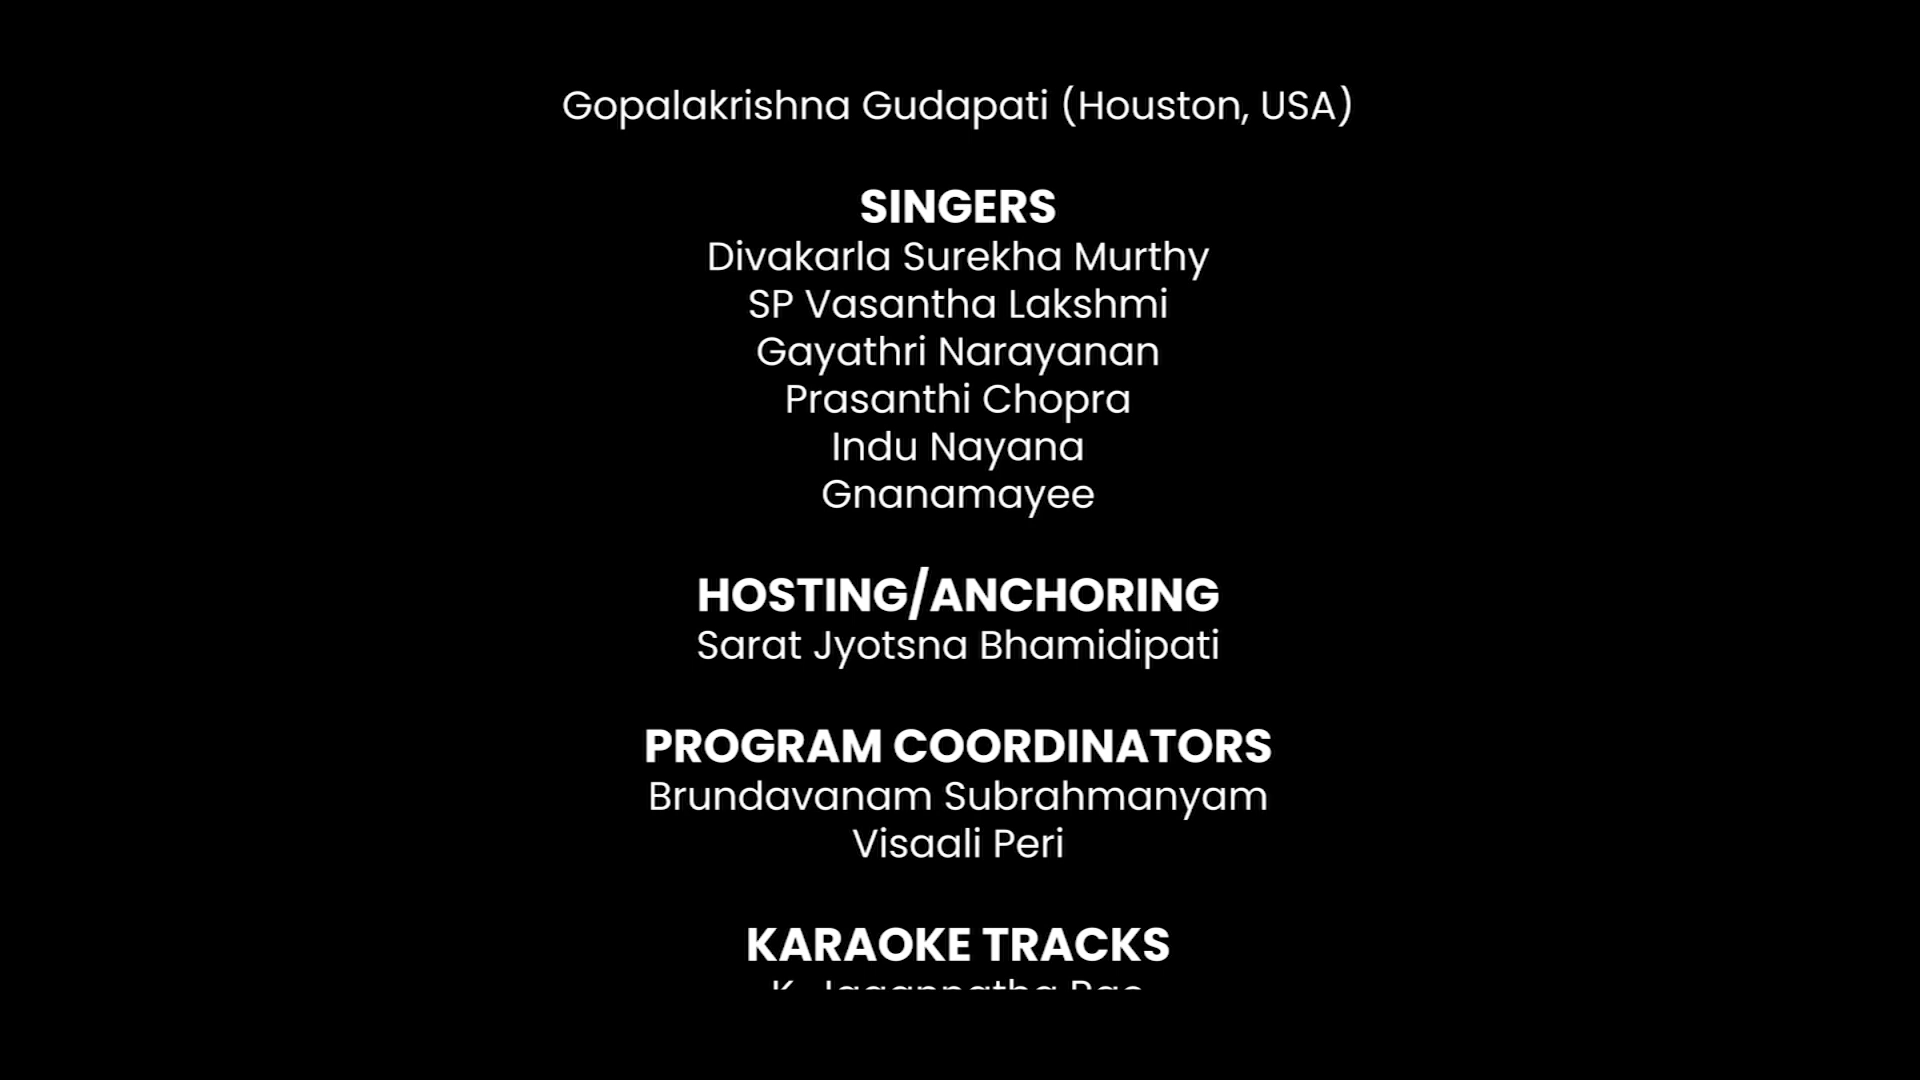 Gopalakrishna Gudapati (Houston, USA)
SINGERS
Divakarla Surekha Murthy
SP Vasantha Lakshmi
Gayathri Narayanan
Prasanthi Chopra
Indu Nayana
Gnanamayee
HOSTING/ANCHORING
Sarat Jyotsna Bhamidipati
PROGRAM COORDINATORS
Brundavanam Subrahmanyam
Visaali Peri
KARAOKE TRACKS